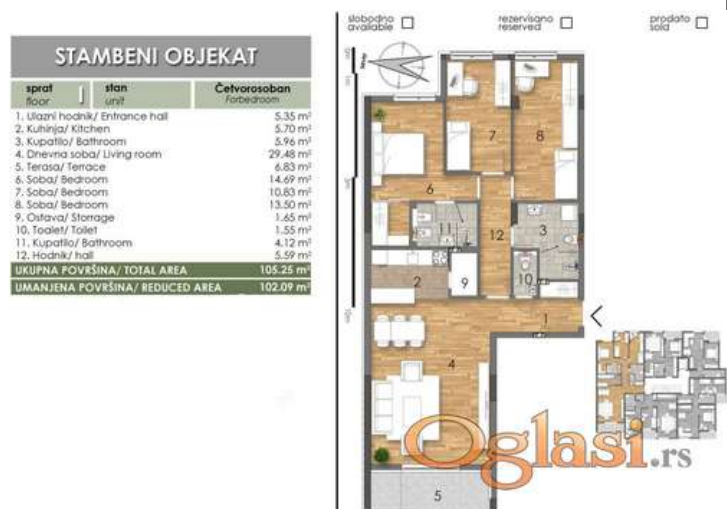 STAMBENI OBJEKAT
sprat floor
stan unit
Četvorosoban Forbedroom
1. Ulazni hodnik/ Entrance hall 5.35 m²
2. Kuhinja/ Kitchen 5.70 m²
3. Kupatilo/ Bathroom 5.96 m²
4. Dnevna soba/ Living room 29.48 m²
5. Terasa/ Terrace 6.83 m²
6. Soba/ Bedroom 14.69 m²
7. Soba/ Bedroom 10.83 m²
8. Soba/ Bedroom 13.50 m²
9. Ostava/ Storrage 1.65 m²
10. Toalet/ Toilet 1.55 m²
11. Kupatilo/ Bathroom 4.12 m²
12. Hodnik/ hall 5.59 m²
UKUPNA POVRŠINA/ TOTAL AREA 105.25 m²
UMANJENA POVRŠINA/ REDUCED AREA 102.09 m²
slobodno available
rezervisano reserved
prodato sold
7
8
6
11
12
3
2
9
10
1
4
5
Oglasi.rs